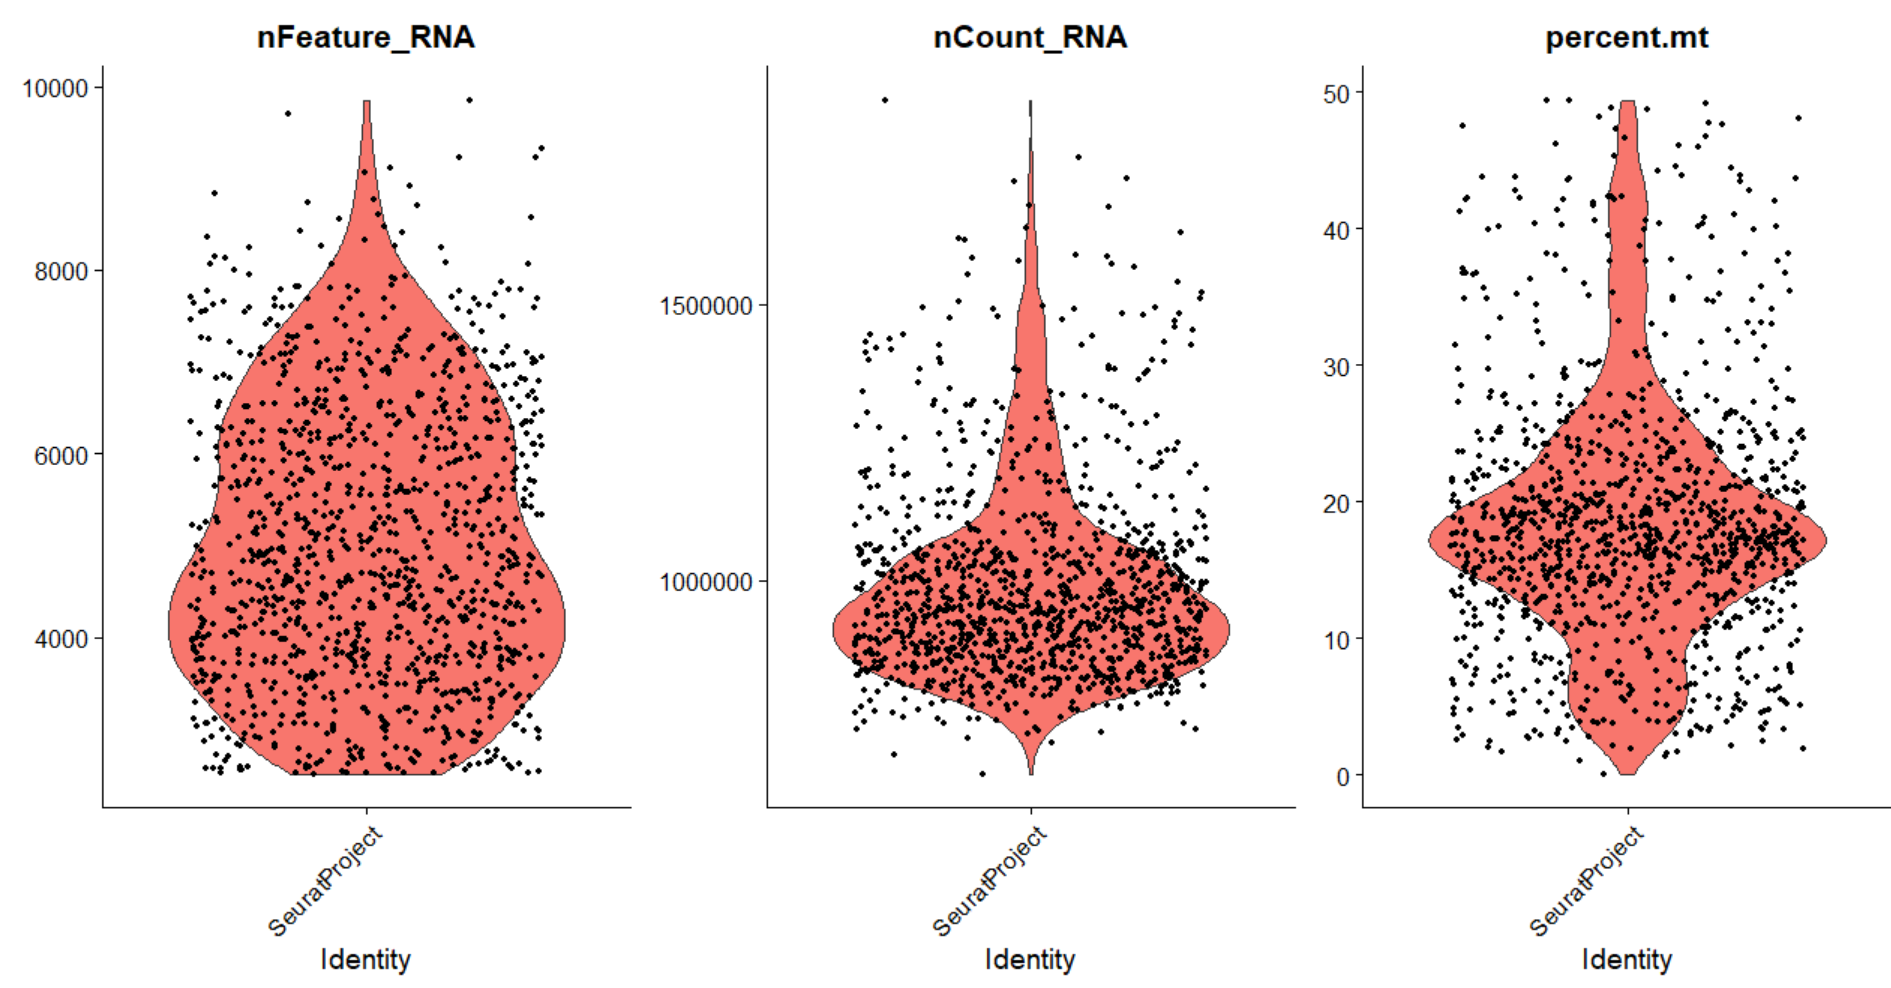 nFeature_RNA
10000
8000
6000
4000
SeuratProject
Identity
nCount_RNA
1500000
1000000
SeuratProject
Identity
percent.mt
50
40
30
20
10
0
SeuratProject
Identity